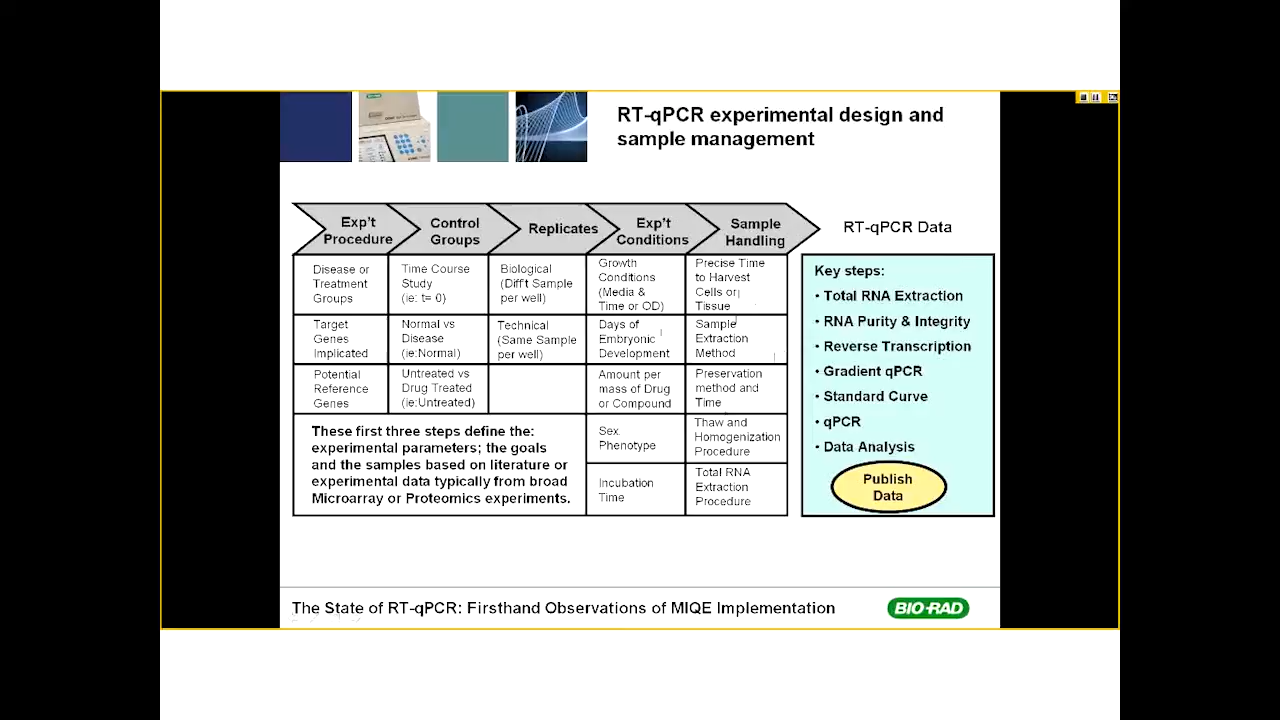 RT-qPCR experimental design and
sample management
Exp't
Procedure
Control
Groups
Replicates
Exp't
Conditions
Sample
Handling
RT-qPCR Data
Disease or
Treatment
Groups
Time Course
Study
(ie: t= 0)
Biological
(Diff't Sample
per well)
Growth
Conditions
(Media &
Time or OD)
Precise Time
to Harvest
Cells or
Tissue
Target
Genes
Implicated
Normal vs
Disease
(ie:Normal)
Technical
(Same Sample
per well)
Days of
Embryonic
Development
Sample
Extraction
Method
Potential
Reference
Genes
Untreated vs
Drug Treated
(ie:Untreated)
Amount per
mass of Drug
or Compound
Preservation
method and
Time
These first three steps define the:
experimental parameters; the goals
and the samples based on literature or
experimental data typically from broad
Microarray or Proteomics experiments.
Sex.
Phenotype
Thaw and
Homogenization
Procedure
Incubation
Time
Total RNA
Extraction
Procedure
Key steps:
• Total RNA Extraction
• RNA Purity & Integrity
• Reverse Transcription
• Gradient qPCR
• Standard Curve
• qPCR
• Data Analysis
Publish
Data
The State of RT-qPCR: Firsthand Observations of MIQE Implementation
BIO-RAD